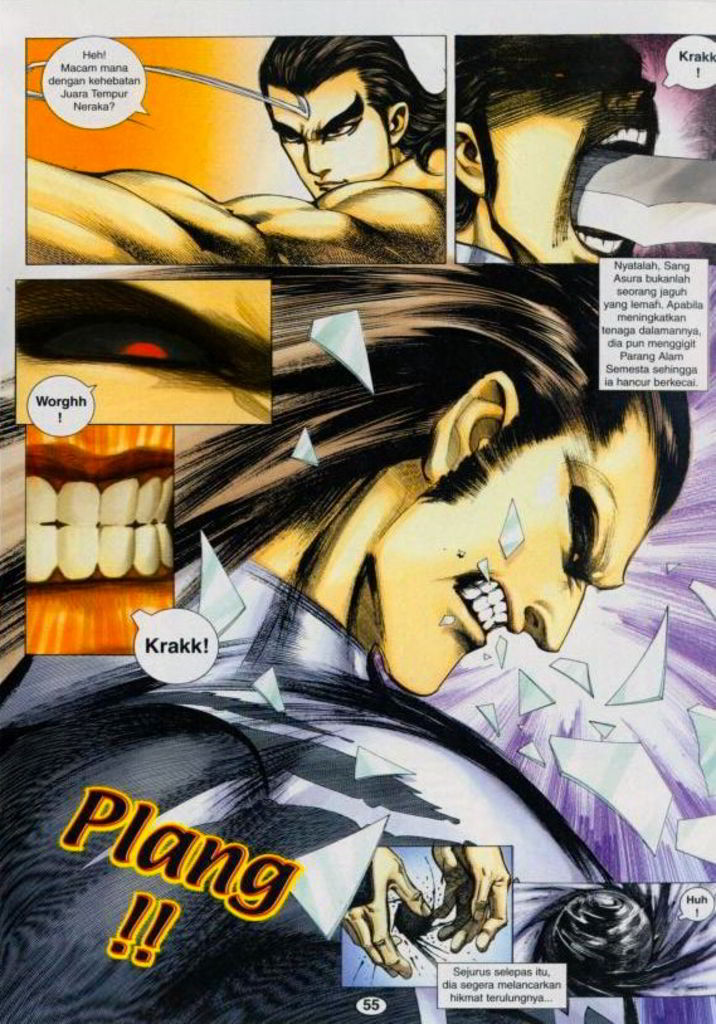 Heh!
Macam mana
dengan kehebatan
Juara Tempur
Neraka?
Krakk
!
Nyatalah, Sang
Asura bukanlah
seorang jaguh
yang lemah. Apabila
meningkatkan
tenaga dalamannya,
dia pun menggigit
Parang Alam
Semesta sehingga
ia hancur berkecai.
Worghh
!
Krakk!
Plang
!!
Huh
!
Sejurus selepas itu,
dia segera melancarkan
hikmat terulungnya...
55